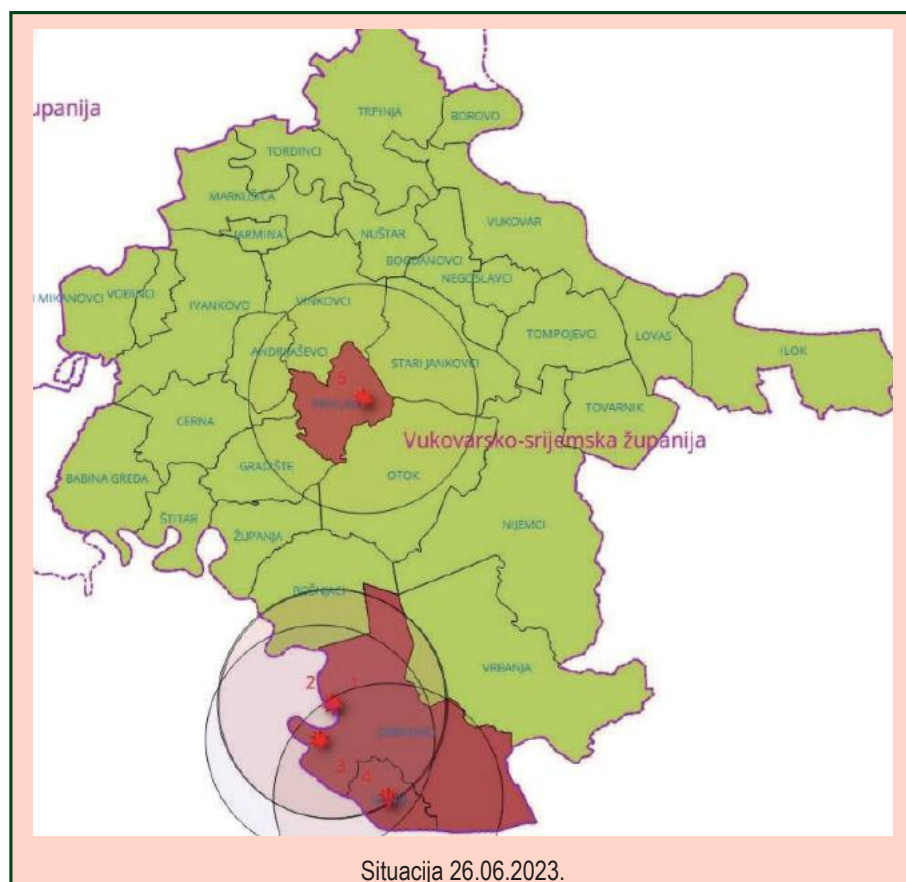 TRPINJA
BOROVO
upanija
TORDINCI
MARKUŠICA
VUKOVAR
JARMINA
NUŠTAR
BOGDANOVCI
NEGOSLAVCI
MIKANOVCI
VOĐINCI
IVANKOVO
VINKOVCI
TOMPOJEVCI
LOVAS
ILOK
ANDRIJAŠEVCI
STARI JANKOVCI
5
TOVARNIK
CERNA
Vukovarsko-srijemska županija
GRADIŠTE
OTOK
BABINA GREDA
ŠTITAR
NIJEMCI
ŽUPANJA
BOŠNJACI
VRBANJA
2
1
3
4
Situacija 26.06.2023.